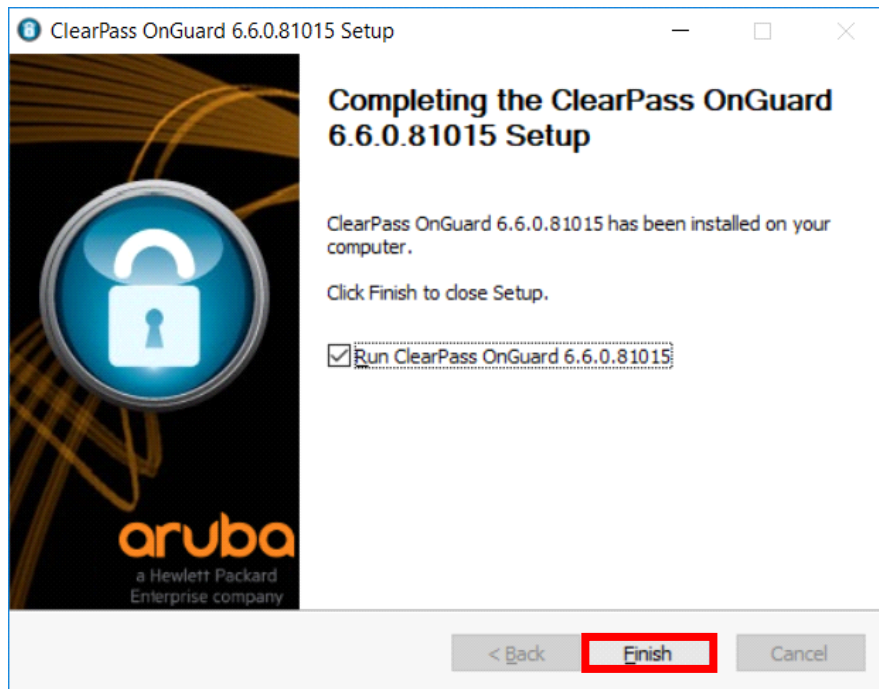 ClearPass OnGuard 6.6.0.81015 Setup
Completing the ClearPass OnGuard
6.6.0.81015 Setup
ClearPass OnGuard 6.6.0.81015 has been installed on your
computer.
Click Finish to close Setup.
Run ClearPass OnGuard 6.6.0.81015
aruba
a Hewlett Packard
Enterprise company
< Back Finish Cancel